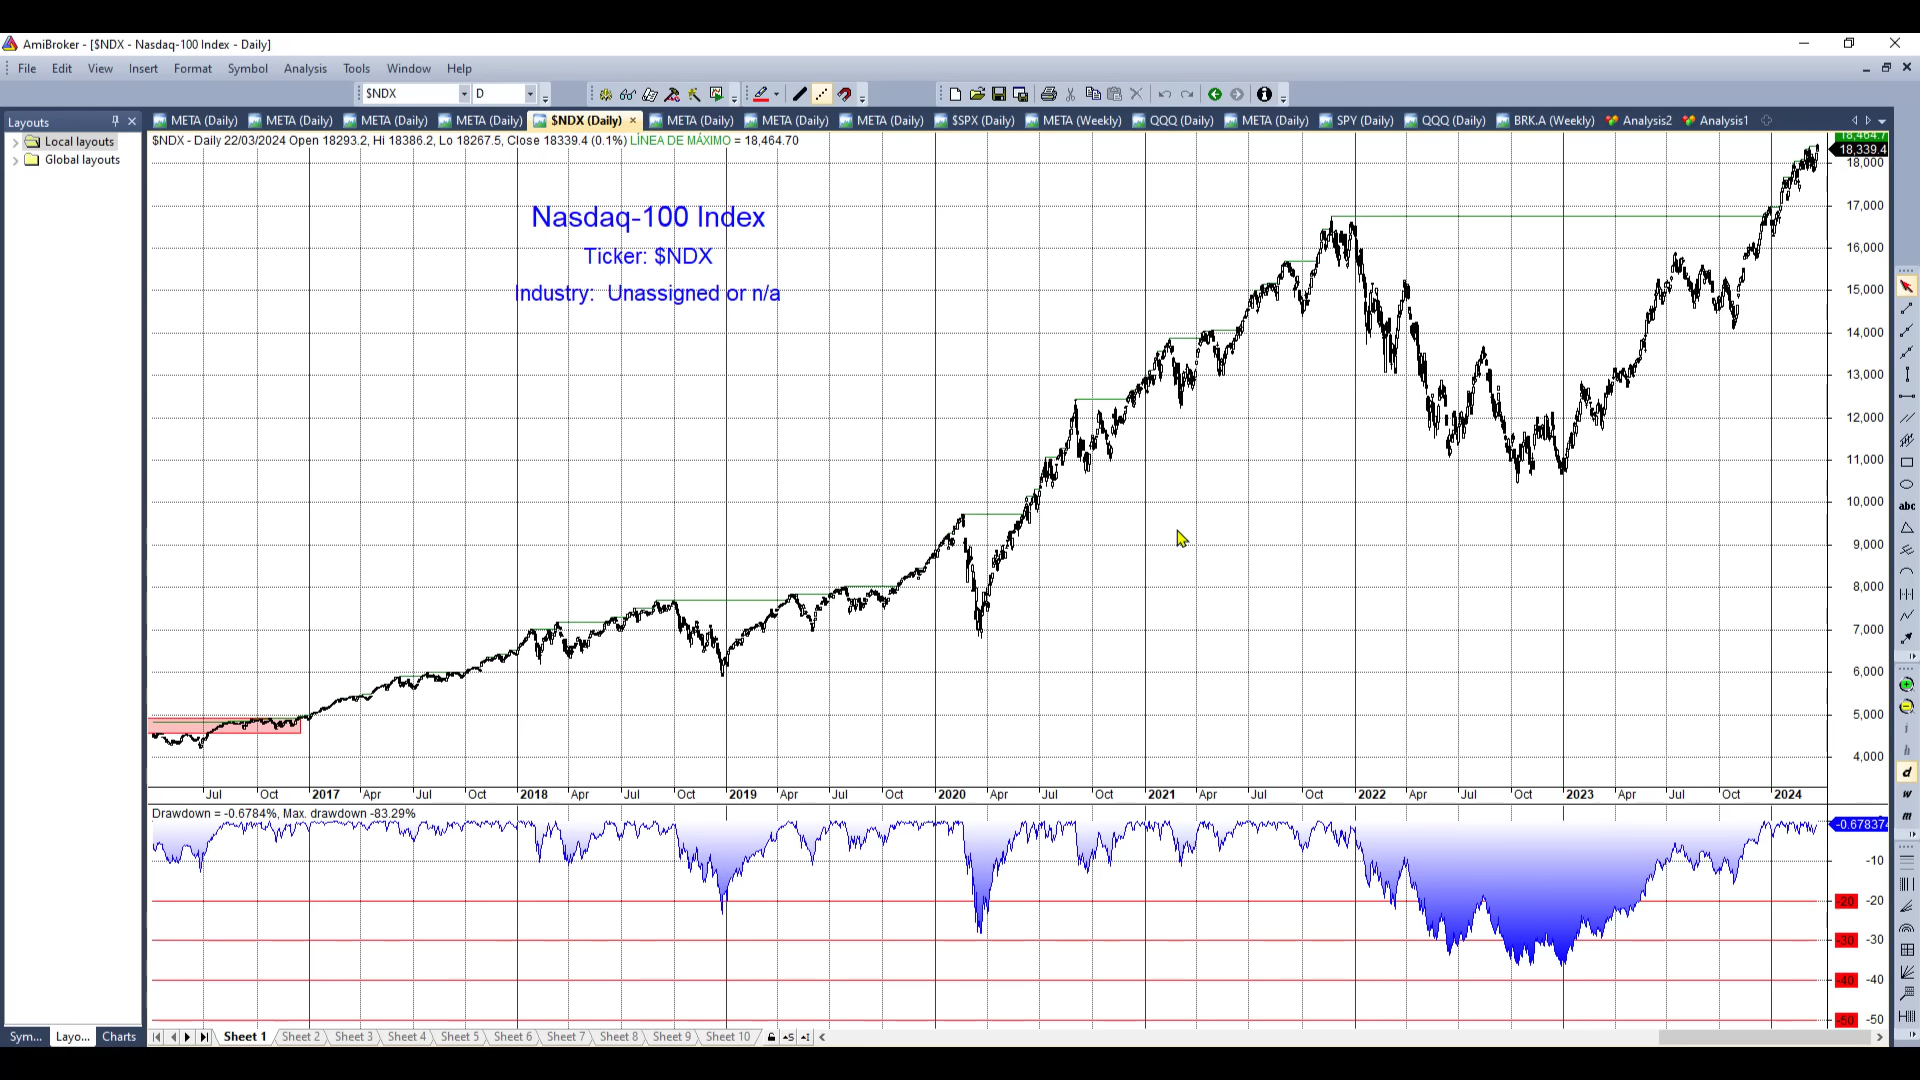 AmiBroker - [$NDX - Nasdaq-100 Index - Daily]
File Edit View Insert Format Symbol Analysis Tools Window Help
$NDX D
Layouts
META (Daily) META (Daily) META (Daily) META (Daily) $NDX (Daily) META (Daily) META (Daily) META (Daily) $SPX (Daily) META (Weekly) QQQ (Daily) META (Daily) SPY (Daily) QQQ (Daily) BRK.A (Weekly) Analysis2 Analysis1
Local layouts
Global layouts
$NDX - Daily 22/03/2024 Open 18293.2, Hi 18386.2, Lo 18267.5, Close 18339.4 (0.1%) LÍNEA DE MÁXIMO = 18,464.70
Nasdaq-100 Index
Ticker: $NDX
Industry: Unassigned or n/a
18,464.7
18,339.4
18,000
17,000
16,000
15,000
14,000
13,000
12,000
11,000
10,000
9,000
8,000
7,000
6,000
5,000
4,000
abc
i
h
d
w
m
Jul Oct 2017 Apr Jul Oct 2018 Apr Jul Oct 2019 Apr Jul Oct 2020 Apr Jul Oct 2021 Apr Jul Oct 2022 Apr Jul Oct 2023 Apr Jul Oct 2024
Drawdown = -0.6784%, Max. drawdown -83.29%
-0.67837
-10
-20 -20
-30 -30
-40 -40
-50 -50
Sym... Layo... Charts
Sheet 1 Sheet 2 Sheet 3 Sheet 4 Sheet 5 Sheet 6 Sheet 7 Sheet 8 Sheet 9 Sheet 10